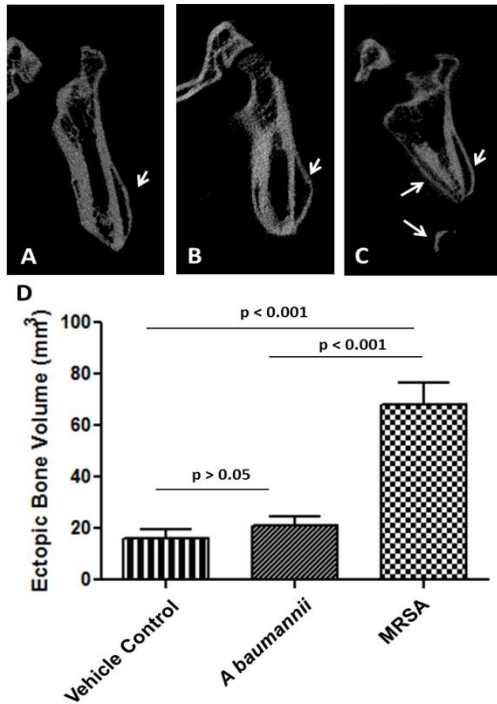 A
B
C
D
Ectopic Bone Volume (mm³)
100
80
60
40
20
0
p < 0.001
p < 0.001
p > 0.05
Vehicle Control
A baumannii
MRSA